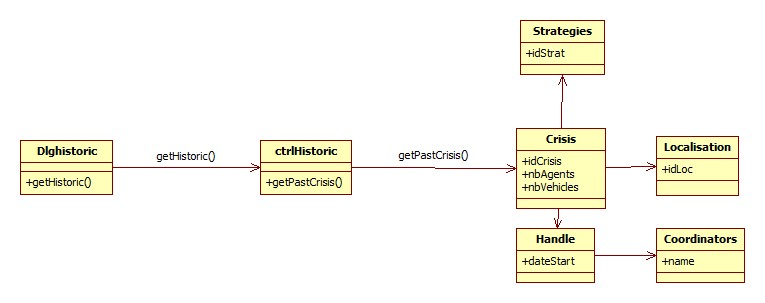 Strategies
+idStrat
Dlghistoric
+getHistoric()
getHistoric()
ctrlHistoric
+getPastCrisis()
getPastCrisis()
Crisis
+idCrisis
+nbAgents
+nbVehicles
Localisation
+idLoc
Handle
+dateStart
Coordinators
+name